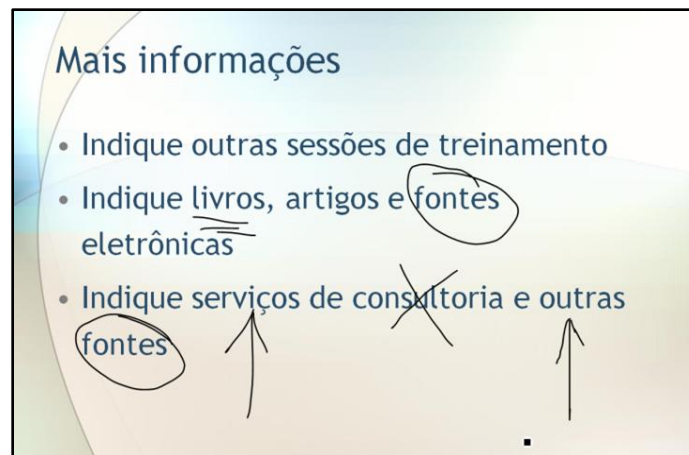 Mais informações
• Indique outras sessões de treinamento
• Indique livros, artigos e fontes
eletrônicas
• Indique serviços de consultoria e outras
fontes